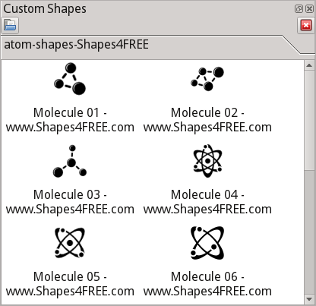 Custom Shapes
atom-shapes-Shapes4FREE
Molecule 01 -
www.Shapes4FREE.com
Molecule 02 -
www.Shapes4FREE.com
Molecule 03 -
www.Shapes4FREE.com
Molecule 04 -
www.Shapes4FREE.com
Molecule 05 -
www.Shapes4FREE.com
Molecule 06 -
www.Shapes4FREE.com